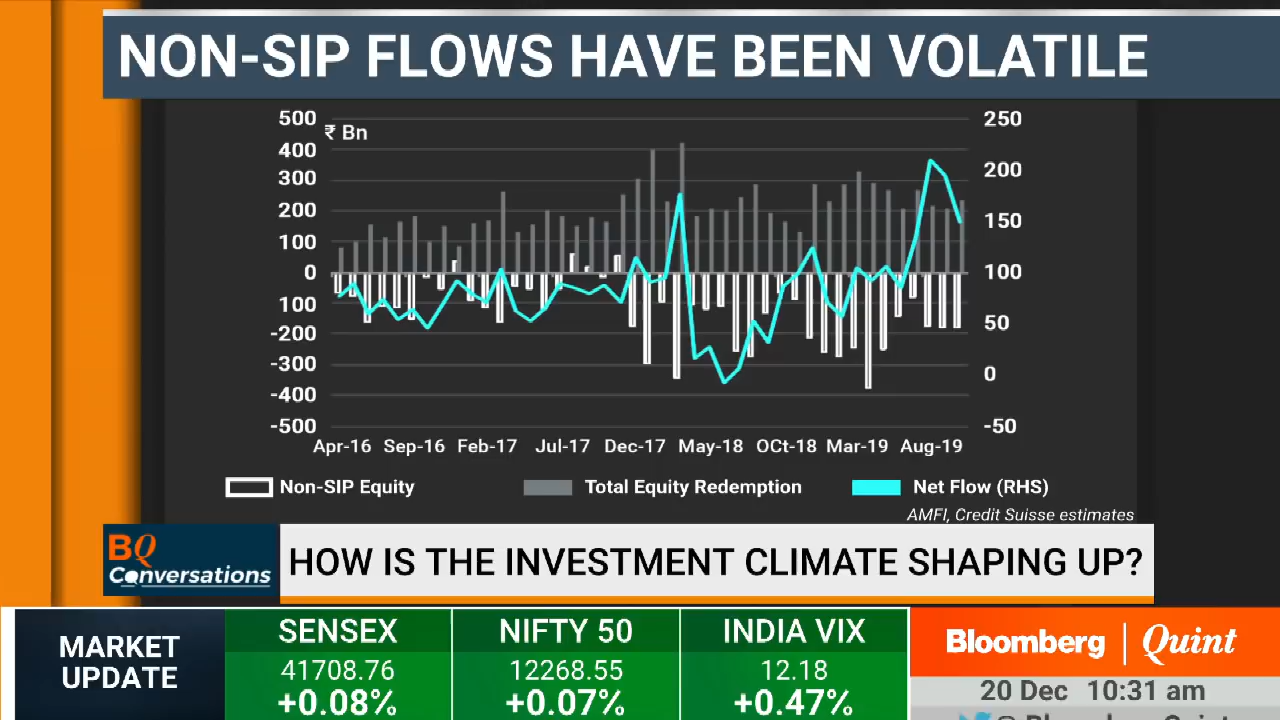 NON-SIP FLOWS HAVE BEEN VOLATILE
₹ Bn
500
400
300
200
100
0
100
-200
-300
-400
-500
250
200
150
100
50
0
-50
Apr-16 Sep-16 Feb-17 Jul-17 Dec-17 May-18 OCt-18 Mar-19 Aug-19
Non-SIP Equity Total Equity Redemption Net Flow (RHS)
AMFI, Credit Suisse estimates
BQ
Conversations
HOW IS THE INVESTMENT CLIMATE SHAPING UP?
MARKET
UPDATE
SENSEX
41708.76
+0.08%
NIFTY 50
12268.55
+0.07%
INDIA VIX
12.18
+0.47%
Bloomberg | Quint
20 Dec 10:31 am